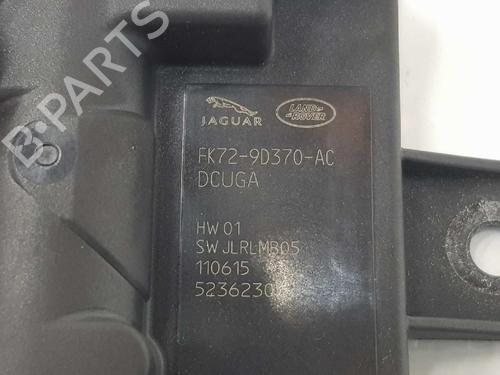 B-PARTS
JAGUAR
LAND ROVER
FK72-9D370-AC
DCUGA
HW 01
SW JLRLMB05
110615
5236230